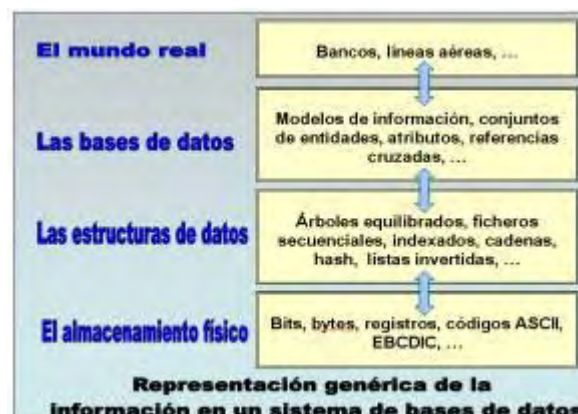 El mundo real
Bancos, líneas aéreas, ...
Las bases de datos
Modelos de información, conjuntos
de entidades, atributos, referencias
cruzadas, ...
Las estructuras de datos
Árboles equilibrados, ficheros
secuenciales, indexados, cadenas,
hash, listas invertidas, ...
El almacenamiento físico
Bits, bytes, registros, códigos ASCII,
EBCDIC, ...
Representación genérica de la
información en un sistema de bases de datos